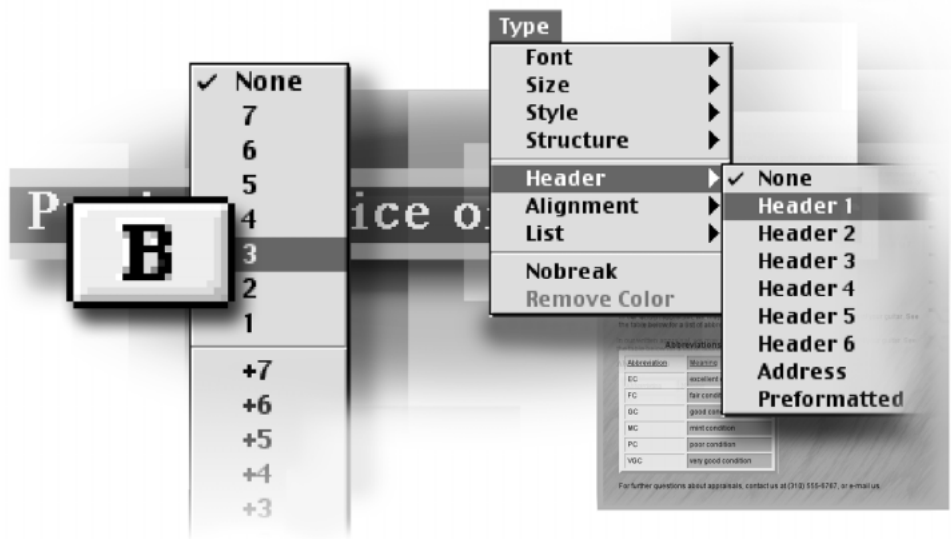 ✓ None
7
6
5
4
3
2
1
+7
+6
+5
+4
+3
B
ice
Type
Font
Size
Style
Structure
Header
Alignment
List
Nobreak
Remove Color
✓ None
Header 1
Header 2
Header 3
Header 4
Header 5
Header 6
Address
Preformatted
Abbreviations
Abbreviation Meaning
EC excellent
FC fair
GC good
MC mint condition
PC poor condition
VGC very good condition
For further questions about appraisals, contact us at (310) 555-6767, or e-mail us.